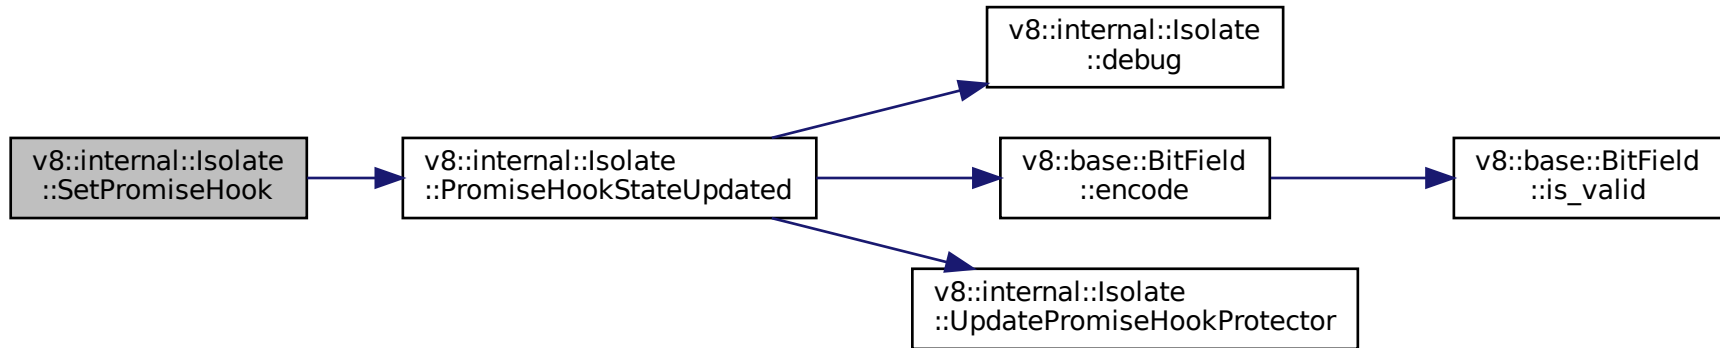 v8::internal::Isolate
::SetPromiseHook
v8::internal::Isolate
::PromiseHookStateUpdated
v8::internal::Isolate
::debug
v8::base::BitField
::encode
v8::base::BitField
::is_valid
v8::internal::Isolate
::UpdatePromiseHookProtector